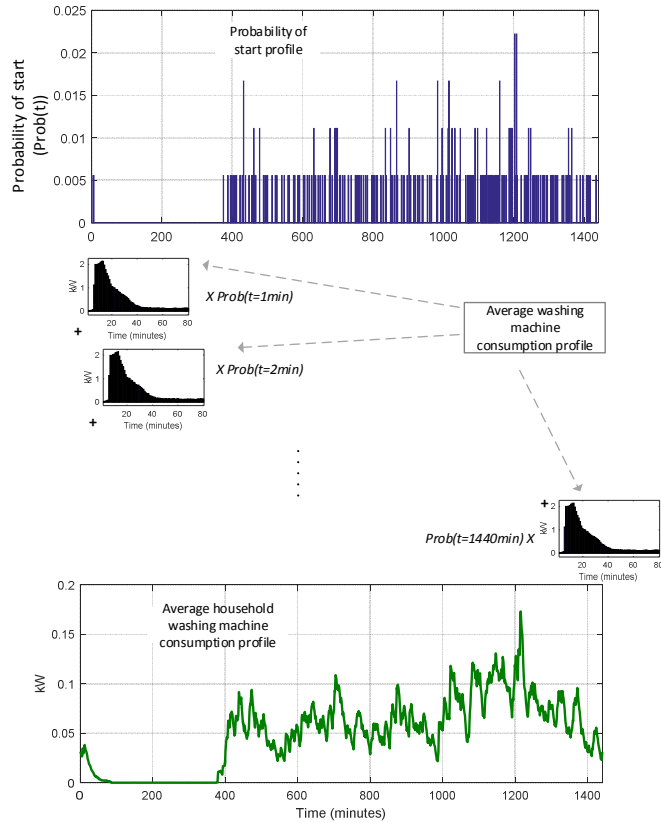 Probability of
start profile
Probability of start
(Prob(t))
0.025
0.02
0.015
0.01
0.005
0
0 200 400 600 800 1000 1200 1400
kW
2
1
0
20 40 60 80
Time (minutes)
X Prob(t=1min)
+
Average washing
machine
consumption profile
kW
2
1
0
20 40 60 80
Time (minutes)
X Prob(t=2min)
+
+
Prob(t=1440min) X
kW
2
1
0
20 40 60 80
Time (minutes)
Average household
washing machine
consumption profile
kW
0.2
0.15
0.1
0.05
0
0 200 400 600 800 1000 1200 1400
Time (minutes)